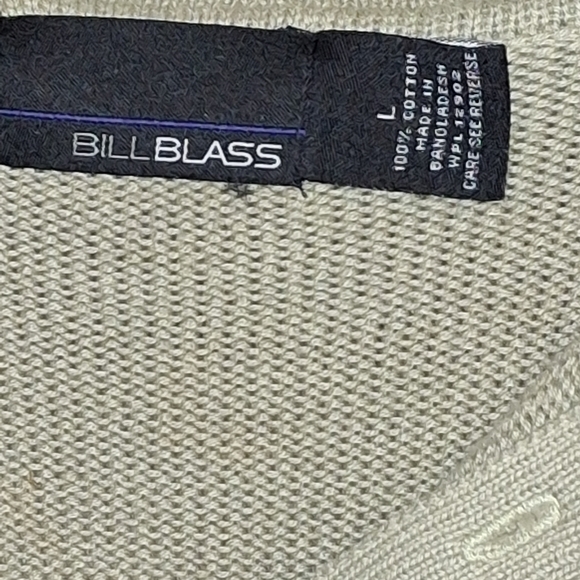 BILLBLASS
L
100% COTTON
MADE IN
BANGLADESH
WPL 12902
CARE SEE REVERSE